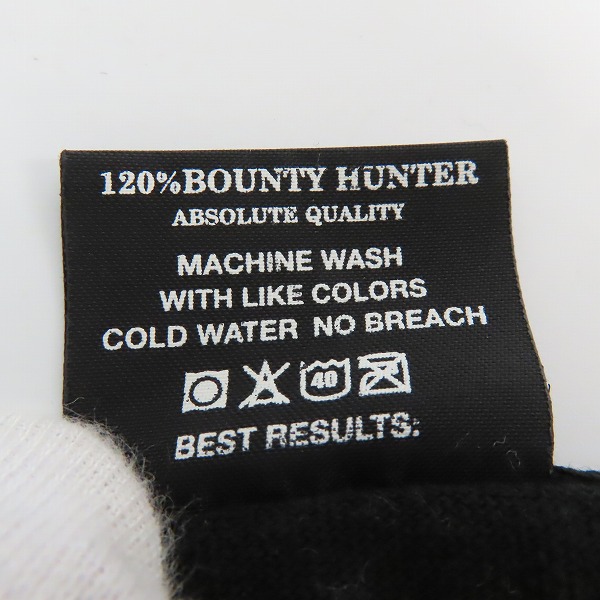 120%BOUNTY HUNTER
ABSOLUTE QUALITY
MACHINE WASH
WITH LIKE COLORS
COLD WATER NO BREACH
40
BEST RESULTS: